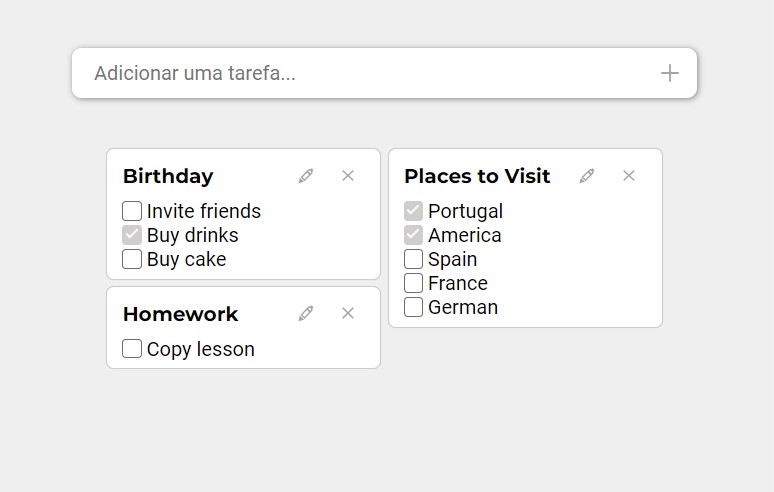 Adicionar uma tarefa...
Birthday
Invite friends
Buy drinks
Buy cake
Homework
Copy lesson
Places to Visit
Portugal
America
Spain
France
German